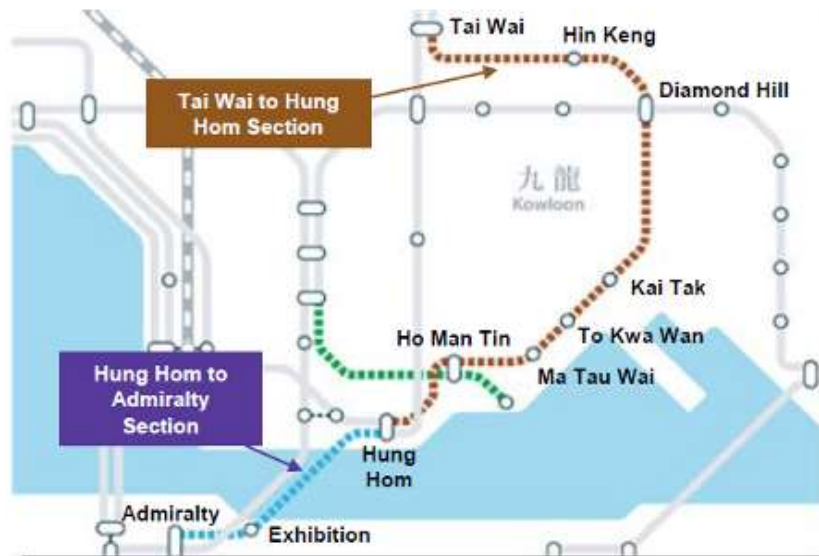 Tai Wai
Hin Keng
Tai Wai to Hung
Hom Section
Diamond Hill
九龍
Kowloon
Kai Tak
Ho Man Tin
To Kwa Wan
Hung Hom to
Admiralty
Section
Ma Tau Wai
Hung
Hom
Admiralty
Exhibition